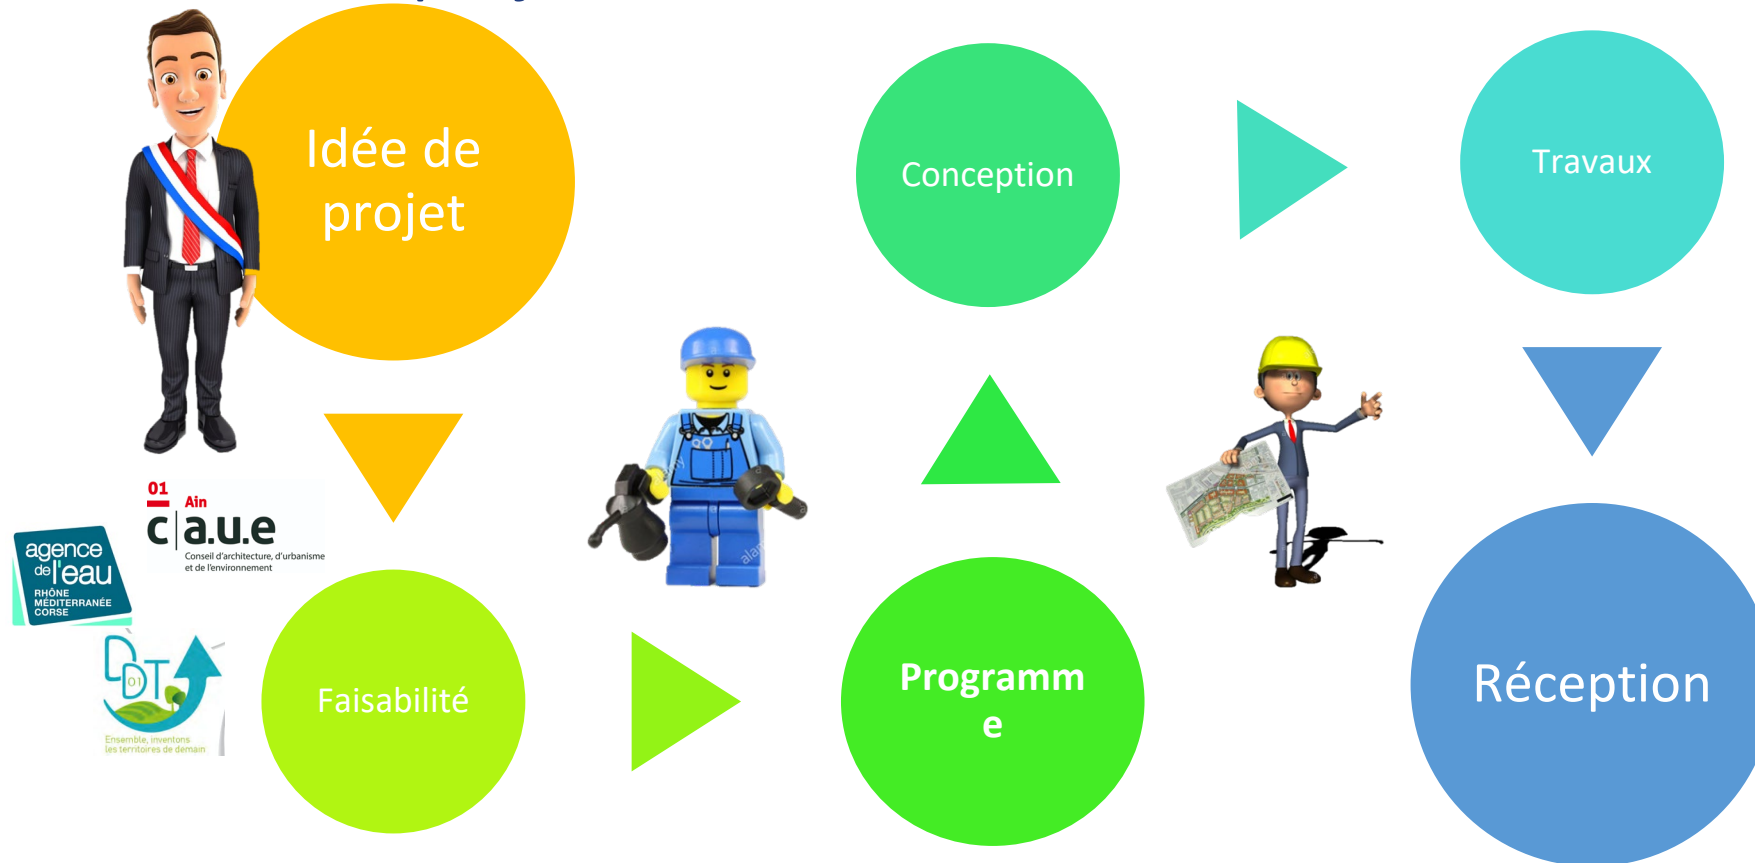 Idée de
projet
Conception
Travaux
01
Ain
c|a.u.e
Conseil d'architecture, d'urbanisme
et de l'environnement
agence
de l'eau
RHÔNE
MÉDITERRANÉE
CORSE
DDT
01
Ensemble, inventons
les territoires de demain
Faisabilité
Programm
e
Réception
alamy